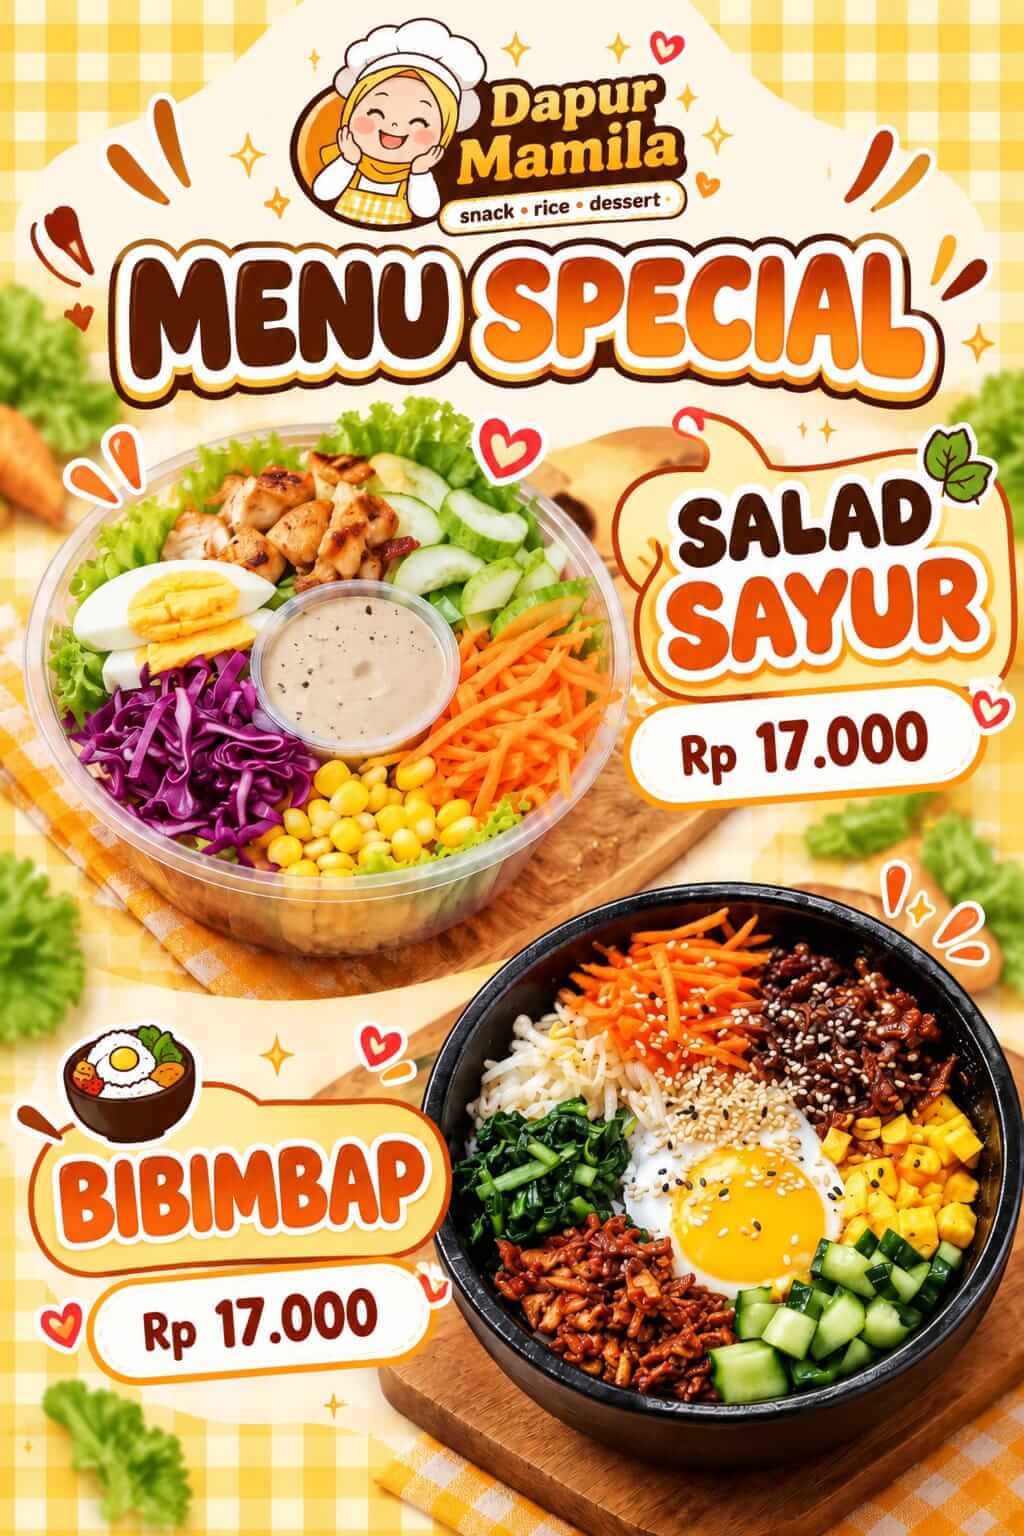 Dapur
Mamila
snack • rice • dessert
MENU SPECIAL
SALAD
SAYUR
Rp 17.000
BIBIMBAP
Rp 17.000